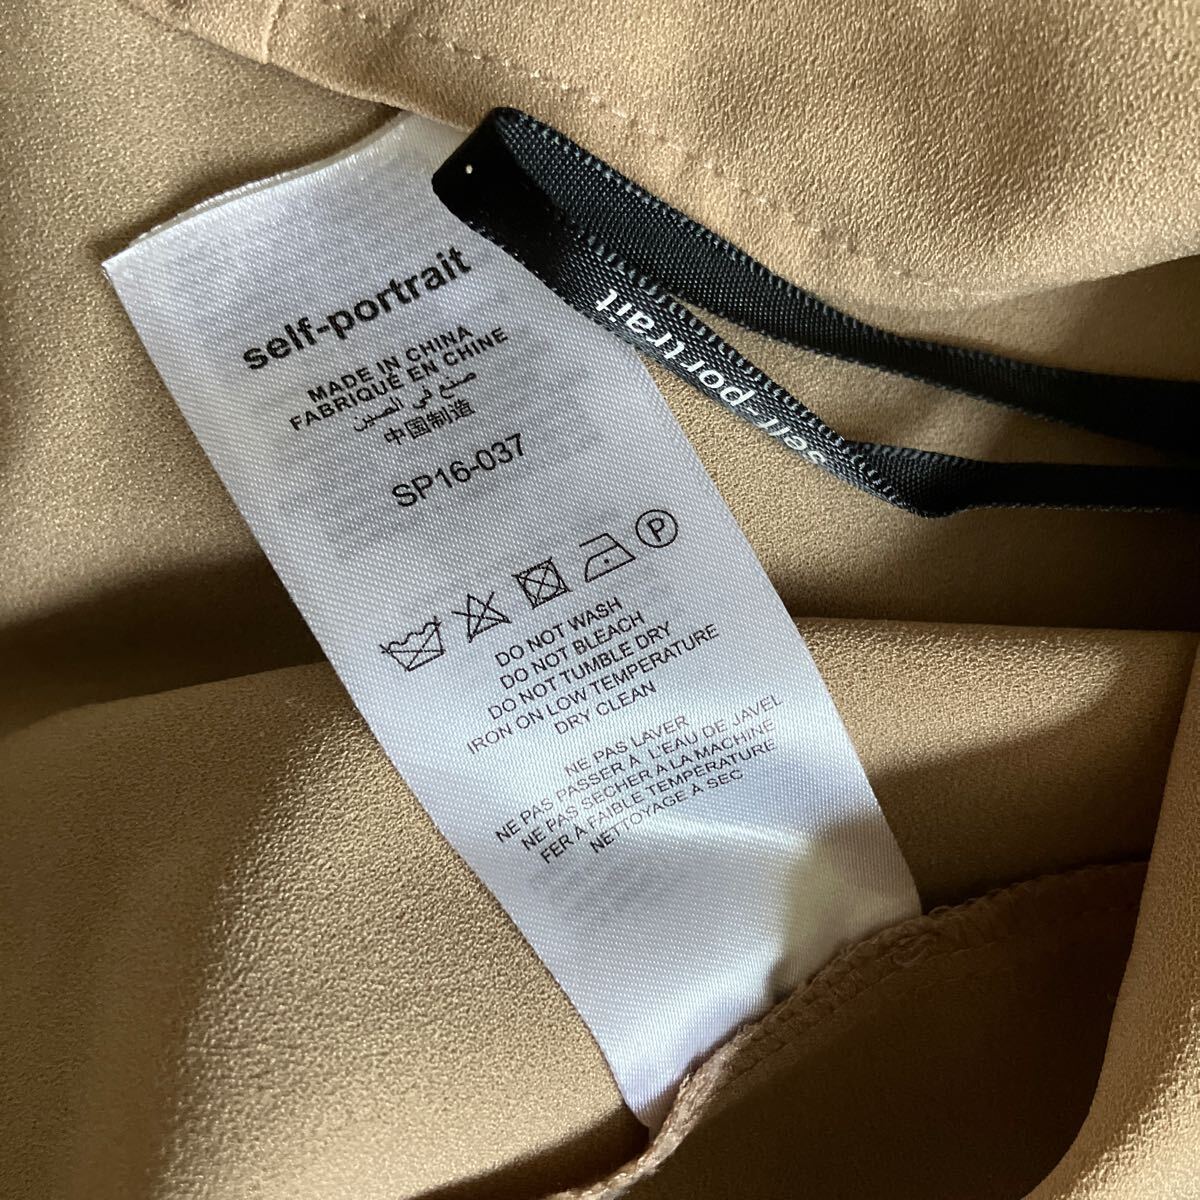 self-portrait
MADE IN CHINA
FABRIQUE EN CHINE
صنع في الصين
中国制造
SP16-037
P
DO NOT WASH
DO NOT BLEACH
DO NOT TUMBLE DRY
IRON ON LOW TEMPERATURE
DRY CLEAN
NE PAS LAVER
NE PAS PASSER À L'EAU DE JAVEL
NE PAS SECHER A LA MACHINE
FER À FAIBLE TEMPERATURE
NETTOYAGE À SEC
self-portrait